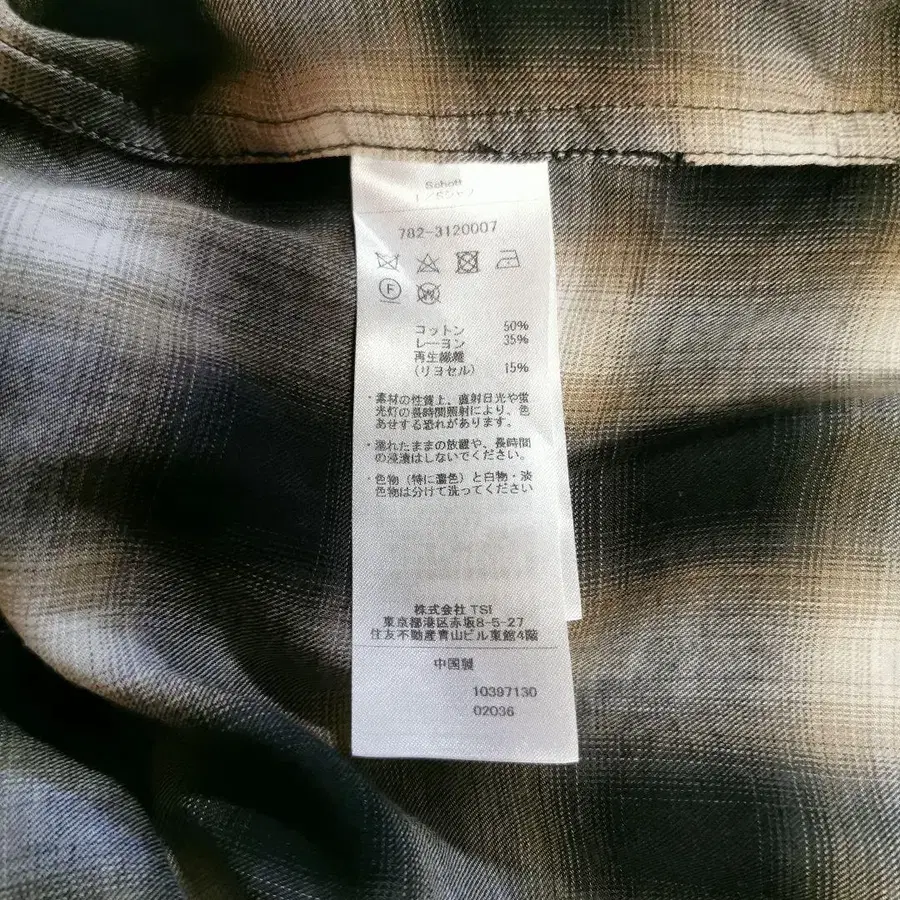 Schott
782-3120007
F
W
コットン 50%
レーヨン 35%
再生繊維
(リヨセル) 15%
・素材の性質上、直射日光や蛍
光灯の長時間照射により、色
あせする恐れがあります。
・濡れたままの放置や、長時間
の浸漬はしないでください。
・色物(特に濃色)と白物・淡
色物は分けて洗ってください
株式会社 TSI
東京都港区赤坂8-5-27
住友不動産青山ビル東館4階
中国製
10397130
02036